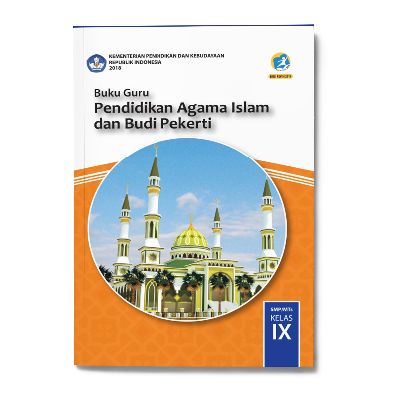 KEMENTERIAN PENDIDIKAN DAN KEBUDAYAAN
REPUBLIK INDONESIA
2018
Buku Guru
Pendidikan Agama Islam
dan Budi Pekerti
SMP/MTs
KELAS
IX